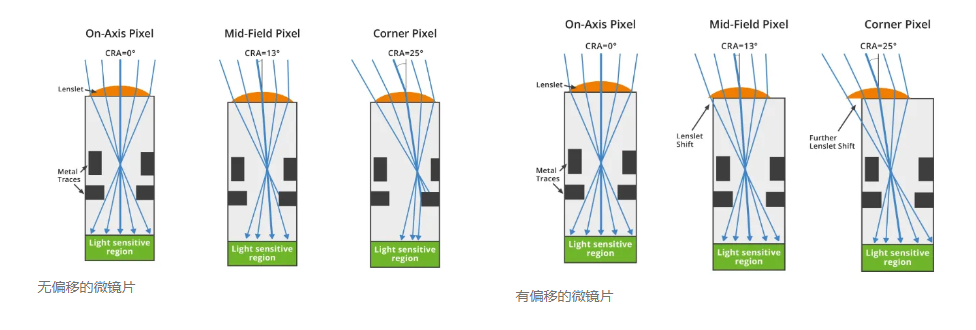 On-Axis Pixel
CRA=0°
Lenslet
Metal
Traces
Light sensitive
region
Mid-Field Pixel
CRA=13°
Light sensitive
region
Corner Pixel
CRA=25°
Light sensitive
region
无偏移的微镜片
On-Axis Pixel
CRA=0°
Lenslet
Metal
Traces
Light sensitive
region
Mid-Field Pixel
CRA=13°
Lenslet
Shift
Light sensitive
region
Corner Pixel
CRA=25°
Further
Lenslet Shift
Light sensitive
region
有偏移的微镜片